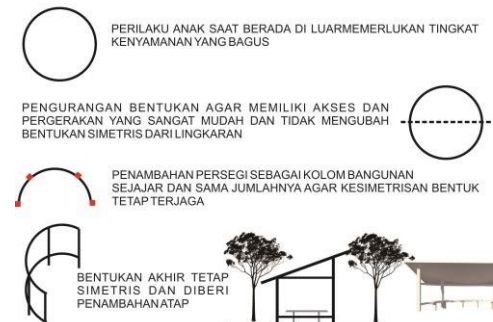 PERILAKU ANAK SAAT BERADA DI LUARMEMERLUKAN TINGKAT
KENYAMANAN YANG BAGUS
PENGURANGAN BENTUKAN AGAR MEMILIKI AKSES DAN
PERGERAKAN YANG SANGAT MUDAH DAN TIDAK MENGUBAH
BENTUKAN SIMETRIS DARI LINGKARAN
PENAMBAHAN PERSEGI SEBAGAI KOLOM BANGUNAN
SEJAJAR DAN SAMA JUMLAHNYA AGAR KESIMETRISAN BENTUK
TETAP TERJAGA
BENTUKAN AKHIR TETAP
SIMETRIS DAN DIBERI
PENAMBAHAN ATAP